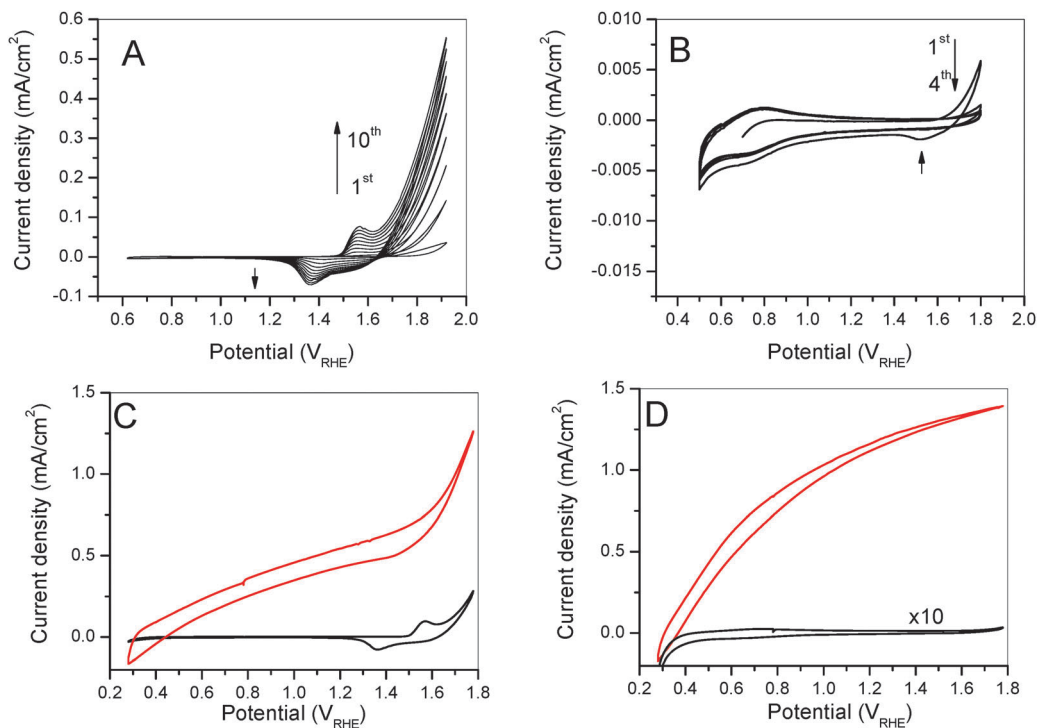 A
Current density (mA/cm²)
0.6
0.5
0.4
0.3
0.2
0.1
0.0
-0.1
10th
1st
0.6 0.8 1.0 1.2 1.4 1.6 1.8 2.0
Potential (VRHE)
B
Current density (mA/cm²)
0.010
0.005
0.000
-0.005
-0.010
-0.015
1st
4th
0.4 0.6 0.8 1.0 1.2 1.4 1.6 1.8 2.0
Potential (VRHE)
C
Current density (mA/cm²)
1.5
1.0
0.5
0.0
0.2 0.4 0.6 0.8 1.0 1.2 1.4 1.6 1.8
Potential (VRHE)
D
Current density (mA/cm²)
1.5
1.0
0.5
0.0
x10
0.2 0.4 0.6 0.8 1.0 1.2 1.4 1.6 1.8
Potential (VRHE)